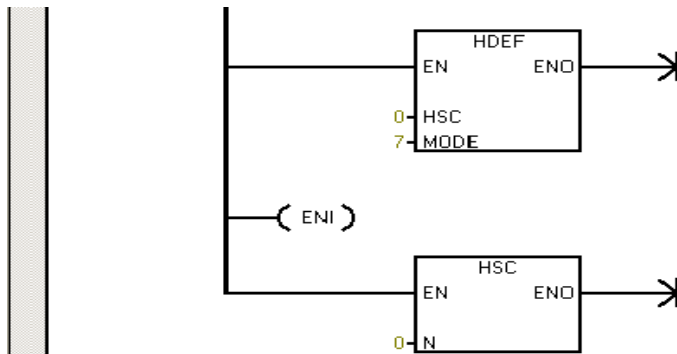 HDEF
EN ENO
0 HSC
7 MODE
( ENI )
HSC
EN ENO
0 N